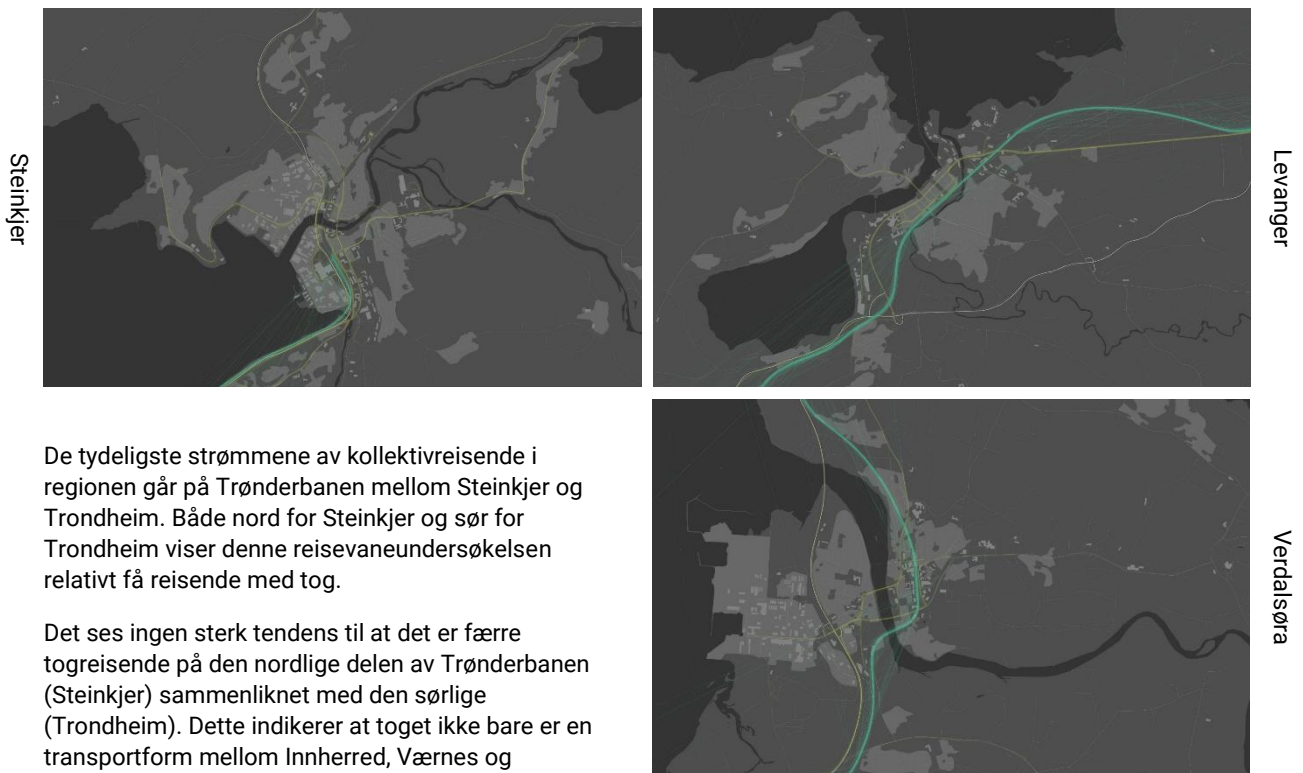 Steinkjer
Levanger
De tydeligste strømmene av kollektivreisende i
regionen går på Trønderbanen mellom Steinkjer og
Trondheim. Både nord for Steinkjer og sør for
Trondheim viser denne reisevaneundersøkelsen
relativt få reisende med tog.
Det ses ingen sterk tendens til at det er færre
togreisende på den nordlige delen av Trønderbanen
(Steinkjer) sammenliknet med den sørlige
(Trondheim). Dette indikerer at toget ikke bare er en
transportform mellom Innherred, Værnes og
Verdalsøra